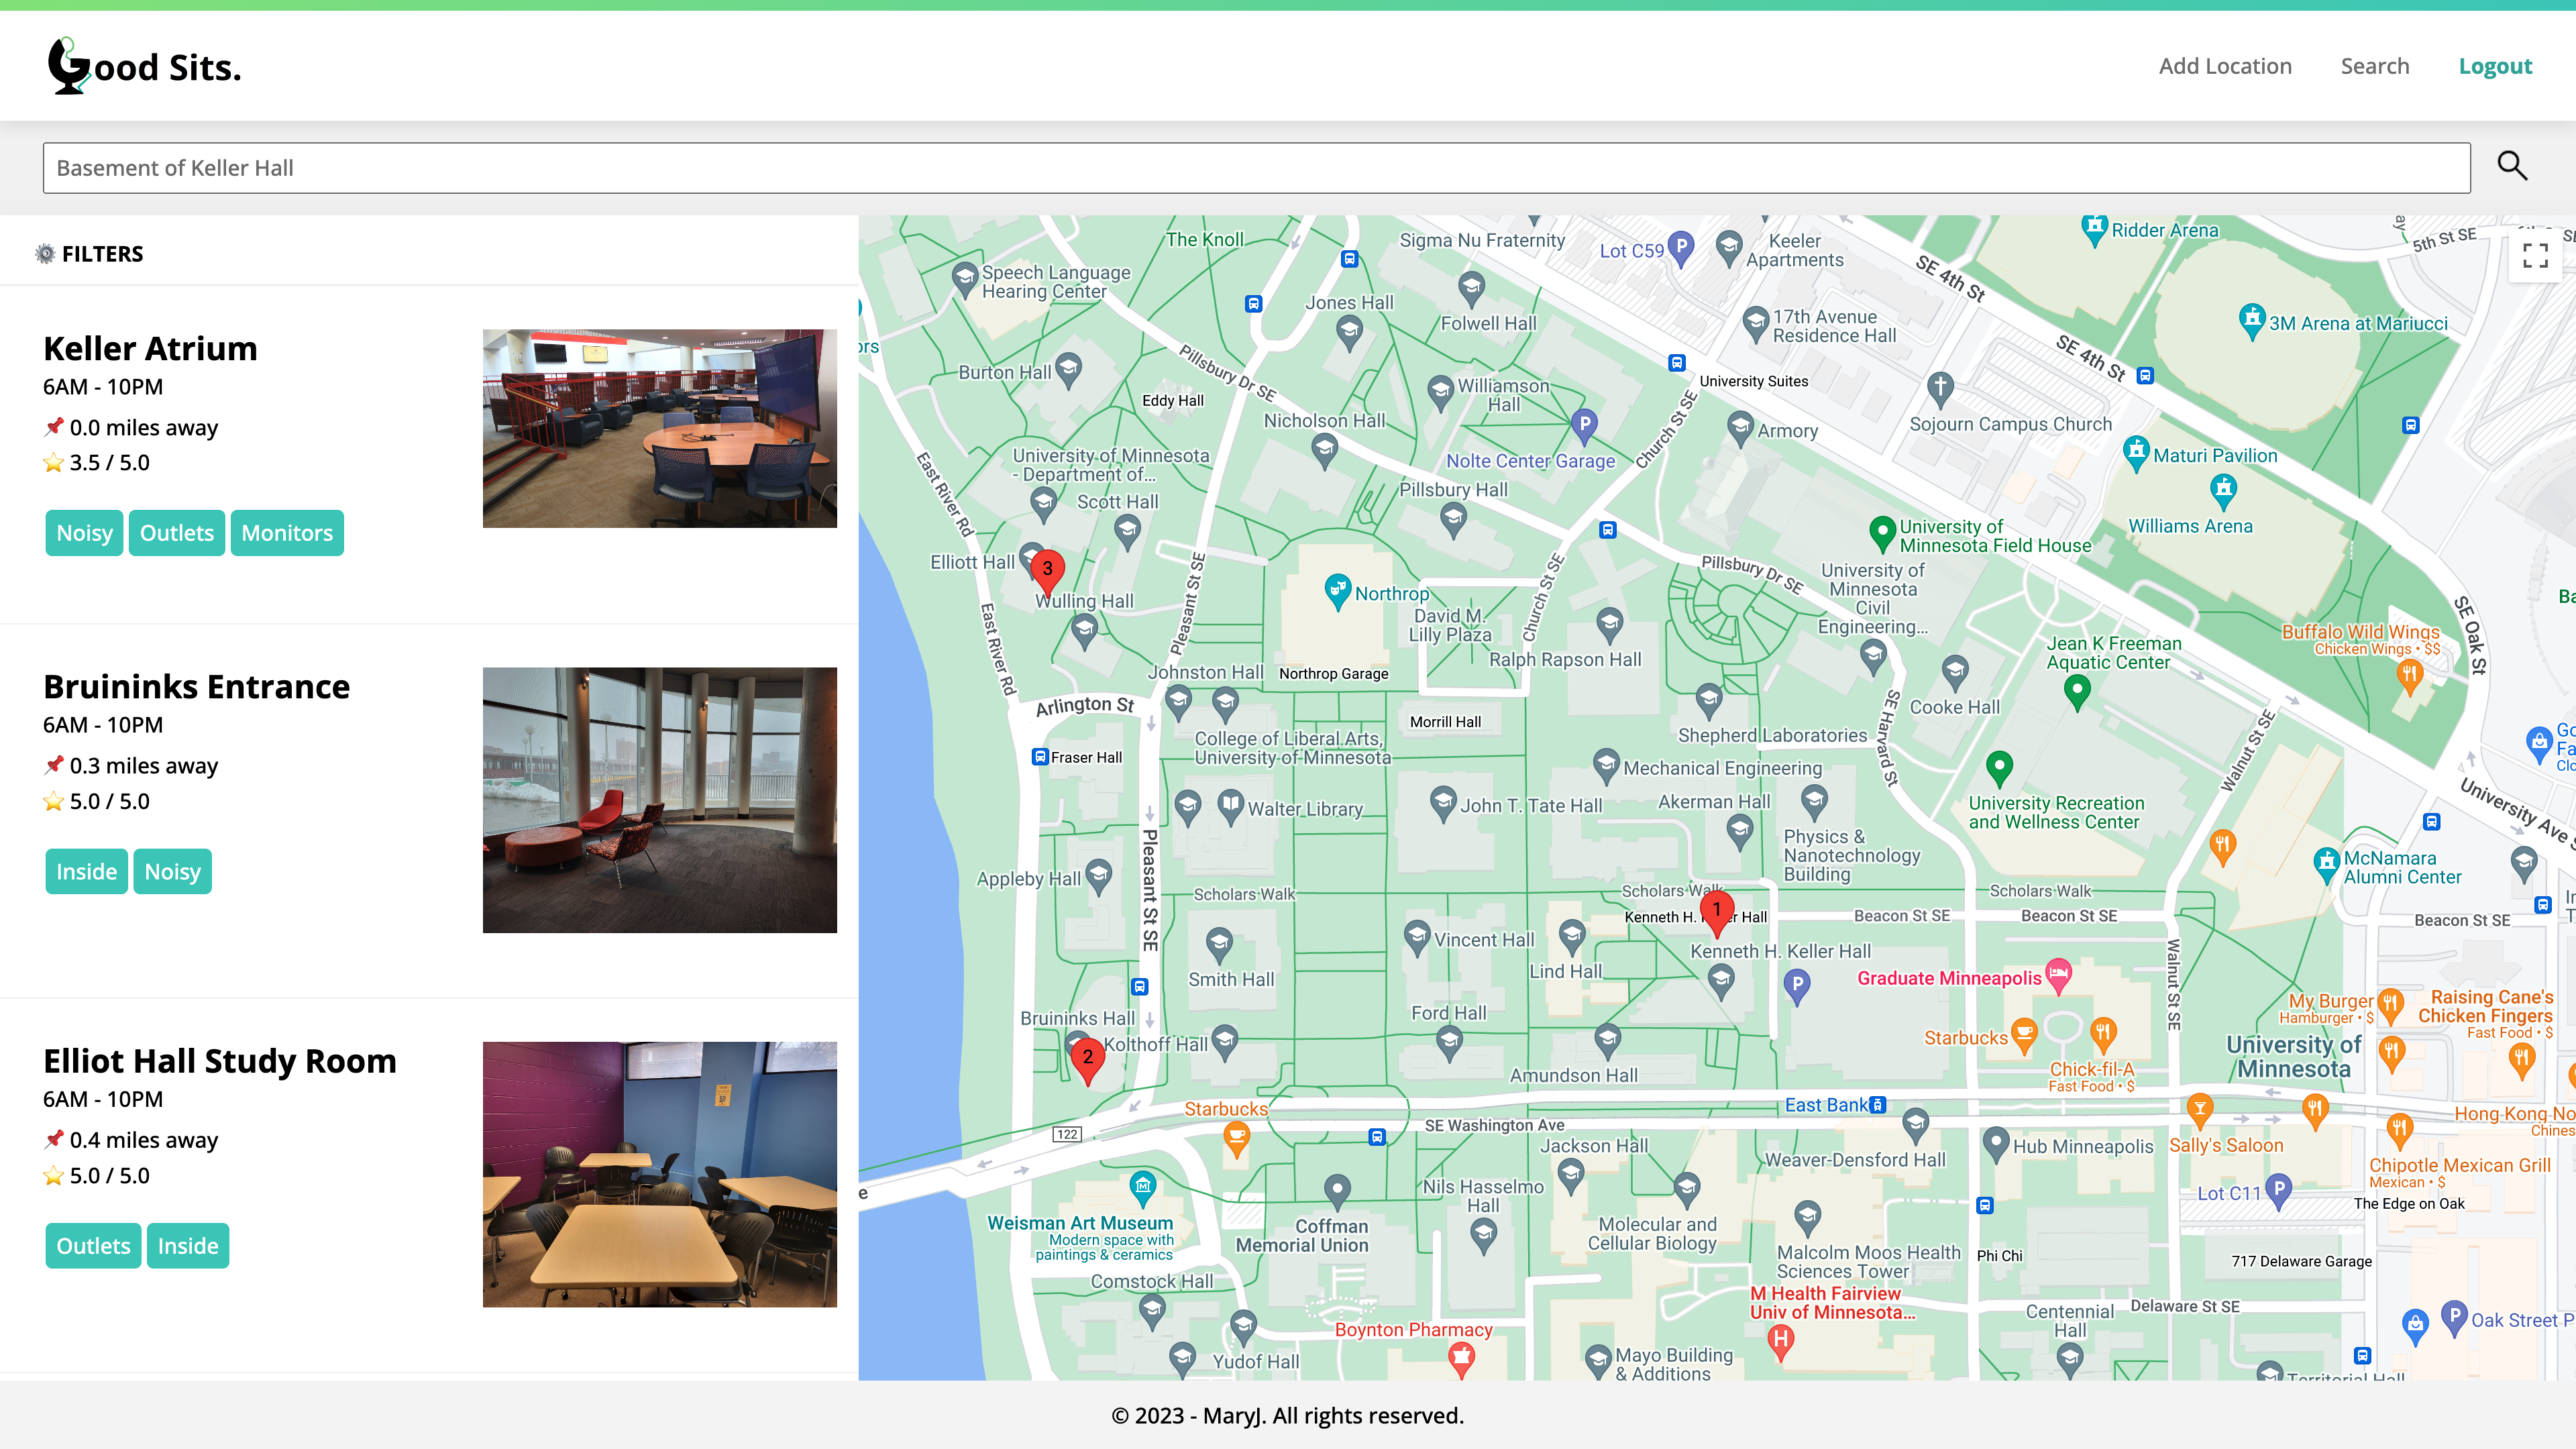 Good Sits.
Add Location
Search
Logout
Basement of Keller Hall
FILTERS
Keller Atrium
6AM - 10PM
0.0 miles away
3.5 / 5.0
Noisy
Outlets
Monitors
Bruininks Entrance
6AM - 10PM
0.3 miles away
5.0 / 5.0
Inside
Noisy
Elliot Hall Study Room
6AM - 10PM
0.4 miles away
5.0 / 5.0
Outlets
Inside
The Knoll
Sigma Nu Fraternity
Lot C59
Keeler
Apartments
Ridder Arena
5th St SE
SE 4th St
Speech Language
Hearing Center
Jones Hall
Folwell Hall
17th Avenue
Residence Hall
3M Arena at Mariucci
SE 4th St
Burton Hall
Pillsbury Dr SE
Eddy Hall
Williamson
Hall
University Suites
Nicholson Hall
Church St SE
Armory
Sojourn Campus Church
Nolte Center Garage
Maturi Pavilion
University of Minnesota
- Department of...
East River Rd
Scott Hall
Pillsbury Hall
Williams Arena
University of
Minnesota Field House
Elliott Hall
3
Wulling Hall
Pleasant St SE
Northrop
David M.
Lilly Plaza
Church St SE
Pillsbury Dr SE
University of
Minnesota
Civil
Engineering...
SE Oak St
East River Rd
Ralph Rapson Hall
Jean K Freeman
Aquatic Center
Buffalo Wild Wings
Chicken Wings • $$
Johnston Hall
Northrop Garage
Arlington St
Morrill Hall
Cooke Hall
SE Harvard St
Walnut St SE
Shepherd Laboratories
College of Liberal Arts,
University of Minnesota
Fraser Hall
Mechanical Engineering
University Ave S
Walter Library
John T. Tate Hall
Akerman Hall
University Recreation
and Wellness Center
Physics &
Nanotechnology
Building
Pleasant St SE
McNamara
Alumni Center
Appleby Hall
Scholars Walk
Scholars Walk
Scholars Walk
1
Kenneth H. Hall
Beacon St SE
Beacon St SE
Beacon St SE
Vincent Hall
Lind Hall
Kenneth H. Keller Hall
Smith Hall
Graduate Minneapolis
Walnut St SE
My Burger
Hamburger • $
Raising Cane's
Chicken Fingers
Fast Food • $
Bruininks Hall
2
Kolthoff Hall
Ford Hall
Starbucks
University of
Minnesota
Amundson Hall
Chick-fil-A
Fast Food • $
Starbucks
East Bank
122
SE Washington Ave
Hong Kong No
Chines
Jackson Hall
Weaver-Densford Hall
Hub Minneapolis
Sally's Saloon
Chipotle Mexican Grill
Mexican • $
Nils Hasselmo
Hall
Lot C11
The Edge on Oak
Weisman Art Museum
Modern space with
paintings & ceramics
Coffman
Memorial Union
Molecular and
Cellular Biology
Malcolm Moos Health
Sciences Tower
Phi Chi
717 Delaware Garage
Comstock Hall
M Health Fairview
Univ of Minnesota...
Centennial
Hall
Delaware St SE
Boynton Pharmacy
Oak Street P
Yudof Hall
Mayo Building
& Additions
Territorial Hall
© 2023 - MaryJ. All rights reserved.